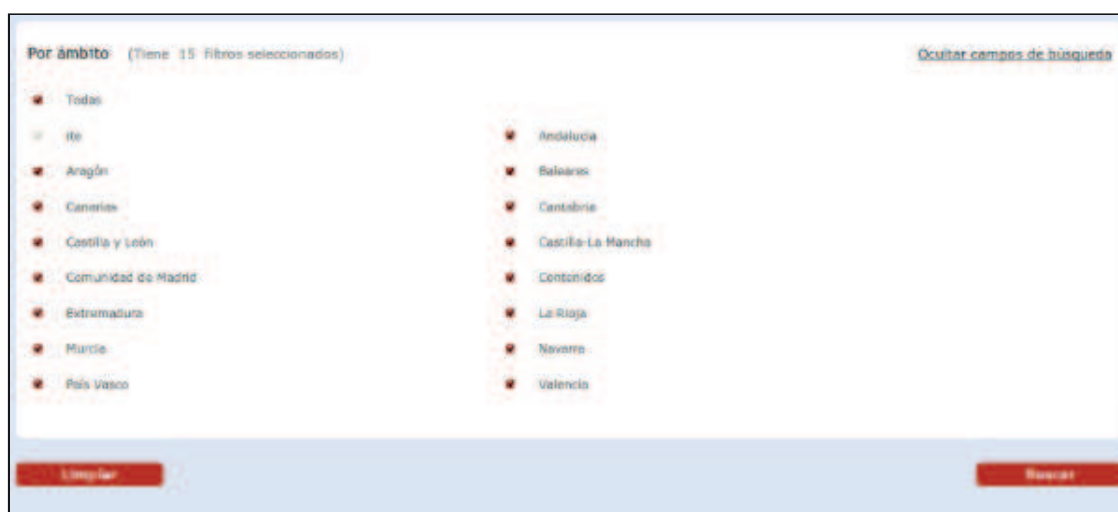 Por ámbito (Tiene 15 filtros seleccionados) Ocultar campos de búsqueda
Todas
ite Andalucía
Aragón Baleares
Canarias Cantabria
Castilla y León Castilla-La Mancha
Comunidad de Madrid Contenidos
Extremadura La Rioja
Murcia Navarra
País Vasco Valencia
Limpiar Buscar